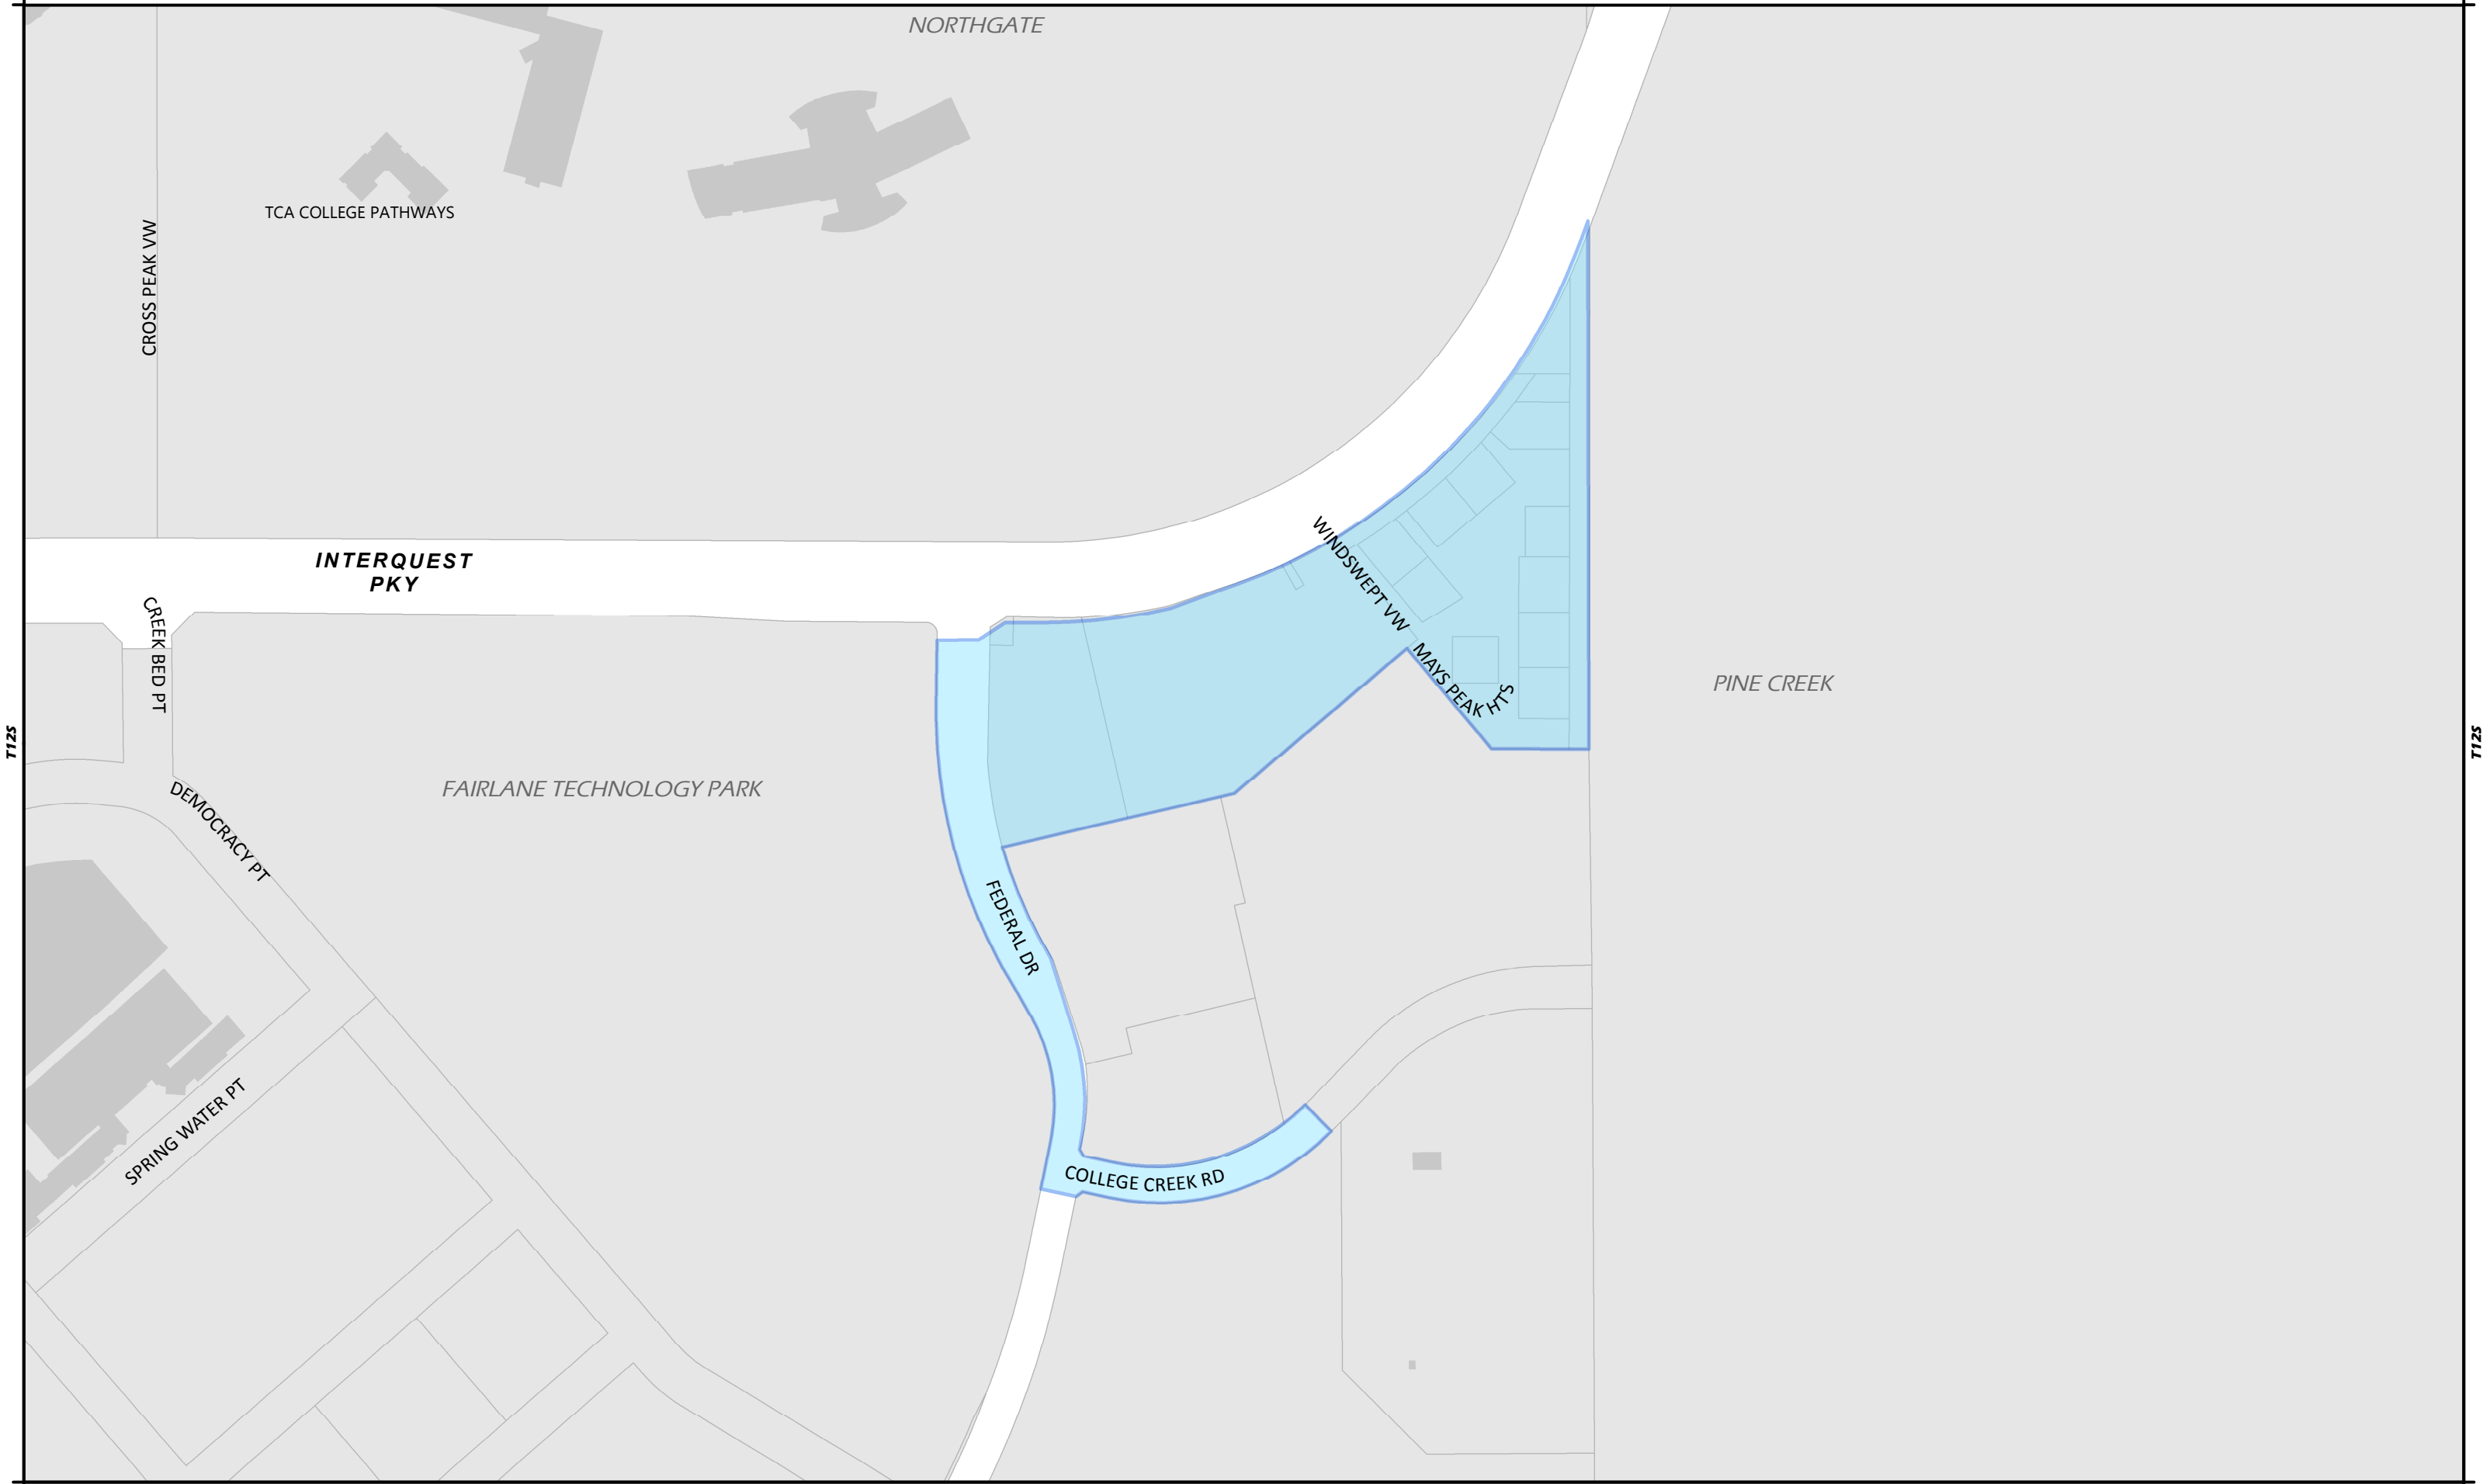 NORTHGATE
TCA COLLEGE PATHWAYS
CROSS PEAK VW
INTERQUEST
PKY
WINDSWEPT VW
CREEK BED PT
MAYS PEAK HTS
PINE CREEK
T12S
T12S
FAIRLANE TECHNOLOGY PARK
DEMOCRACY PT
FEDERAL DR
SPRING WATER PT
COLLEGE CREEK RD